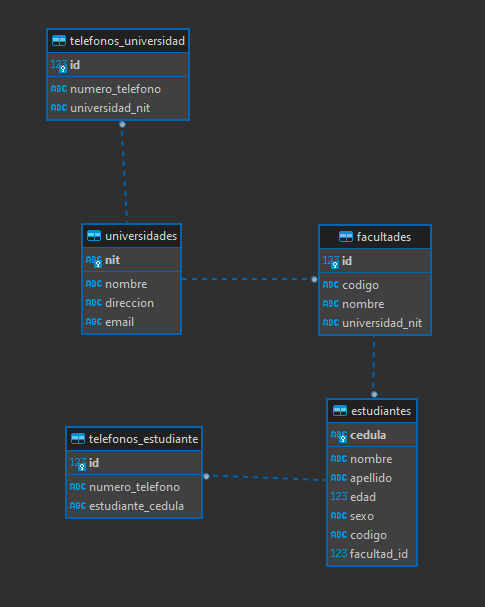 telefonos_universidad
123 id
ABC numero_telefono
ABC universidad_nit
universidades
ABC nit
ABC nombre
ABC direccion
ABC email
facultades
123 id
ABC codigo
ABC nombre
ABC universidad_nit
estudiantes
ABC cedula
ABC nombre
ABC apellido
123 edad
ABC sexo
ABC codigo
123 facultad_id
telefonos_estudiante
123 id
ABC numero_telefono
ABC estudiante_cedula